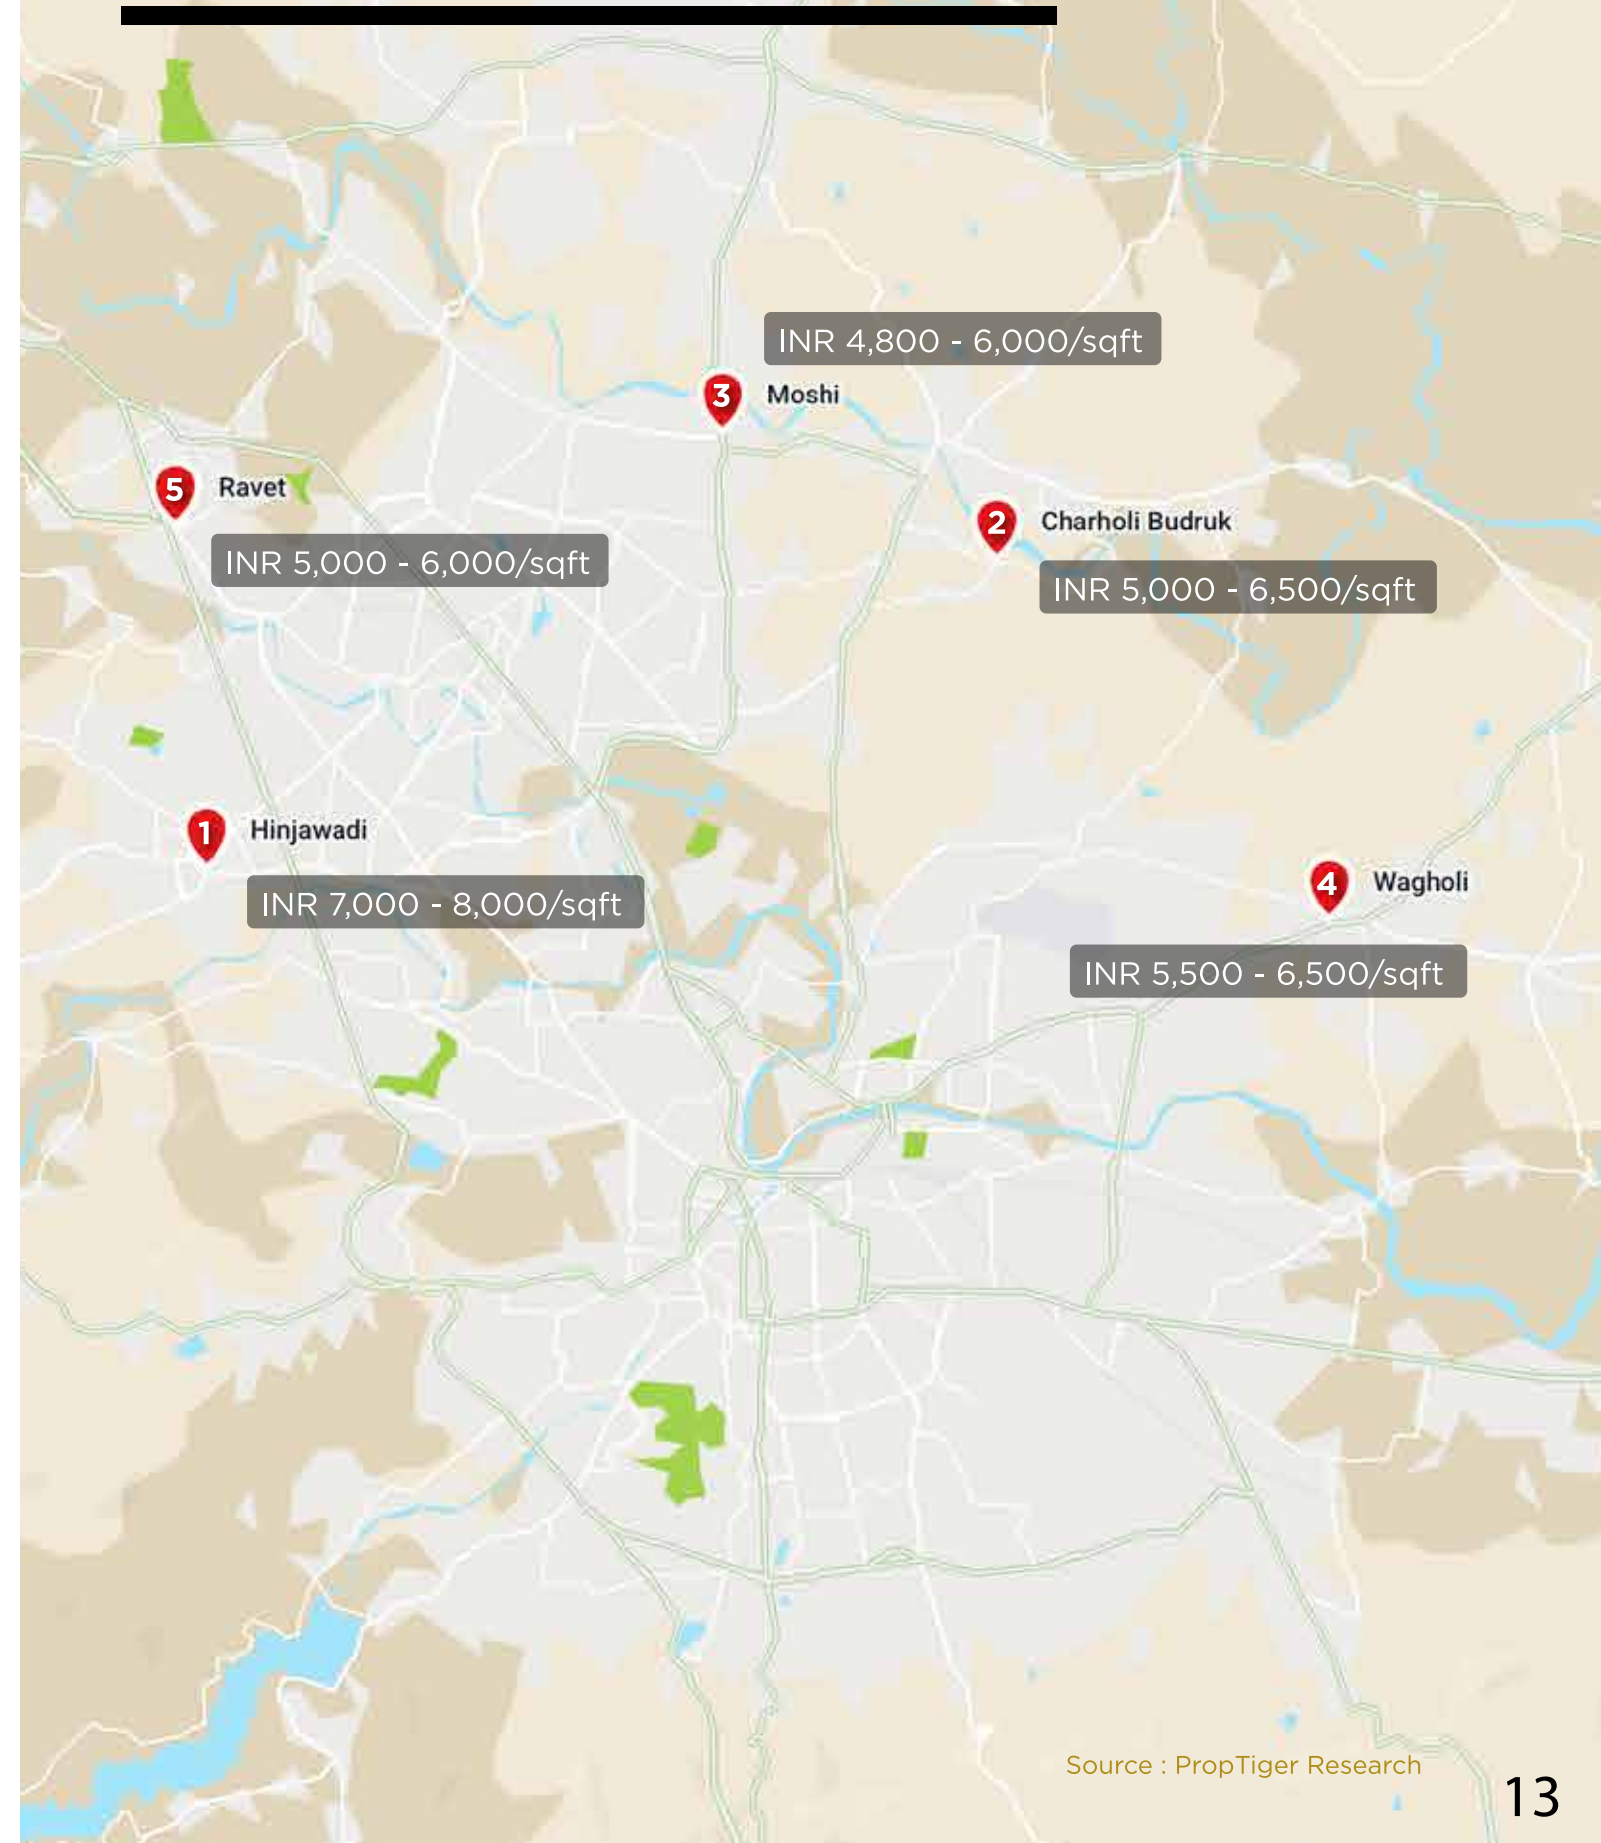 INR 4,800 - 6,000/sqft
3 Moshi
5 Ravet
INR 5,000 - 6,000/sqft
2 Charholi Budruk
INR 5,000 - 6,500/sqft
1 Hinjawadi
INR 7,000 - 8,000/sqft
4 Wagholi
INR 5,500 - 6,500/sqft
Source : PropTiger Research
13